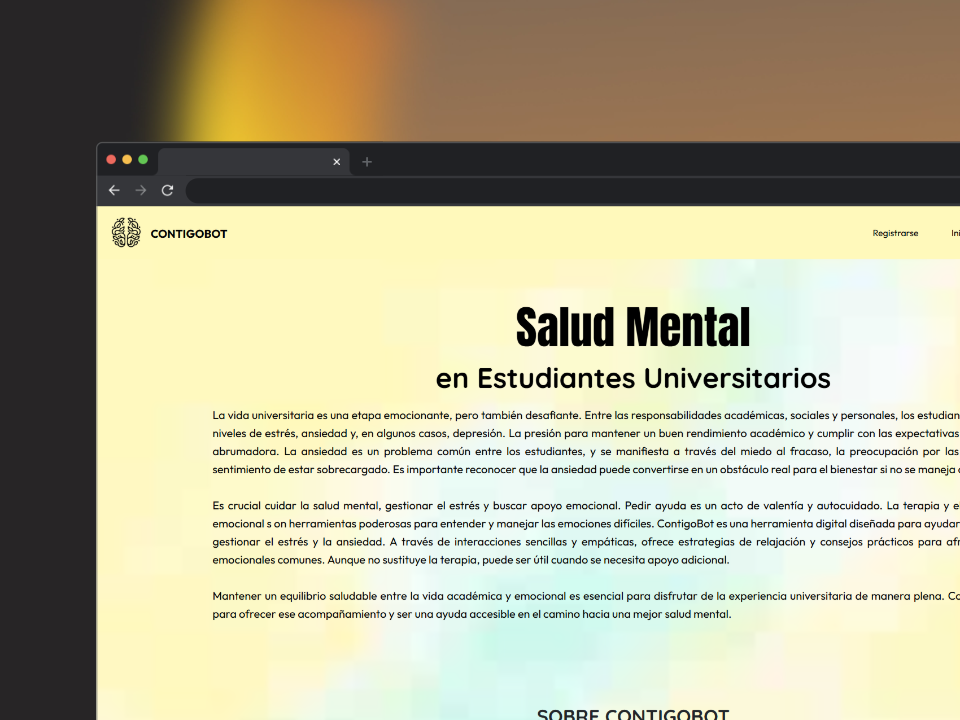 CONTIGOBOT
Registrarse
Salud Mental
en Estudiantes Universitarios
La vida universitaria es una etapa emocionante, pero también desafiante. Entre las responsabilidades académicas, sociales y personales, los
niveles de estrés, ansiedad y, en algunos casos, depresión. La presión para mantener un buen rendimiento académico y cumplir con las expectativas
abrumadora. La ansiedad es un problema común entre los estudiantes, y se manifiesta a través del miedo al fracaso, la preocupación por las
sentimiento de estar sobrecargado. Es importante reconocer que la ansiedad puede convertirse en un obstáculo real para el bienestar si no se maneja
Es crucial cuidar la salud mental, gestionar el estrés y buscar apoyo emocional. Pedir ayuda es un acto de valentía y autocuidado. La terapia y
emocional s on herramientas poderosas para entender y manejar las emociones difíciles. ContigoBot es una herramienta digital diseñada para ayudar
gestionar el estrés y la ansiedad. A través de interacciones sencillas y empáticas, ofrece estrategias de relajación y consejos prácticos para
emocionales comunes. Aunque no sustituye la terapia, puede ser útil cuando se necesita apoyo adicional.
Mantener un equilibrio saludable entre la vida académica y emocional es esencial para disfrutar de la experiencia universitaria de manera plena.
para ofrecer ese acompañamiento y ser una ayuda accesible en el camino hacia una mejor salud mental.
SOBRE CONTIGOBOT